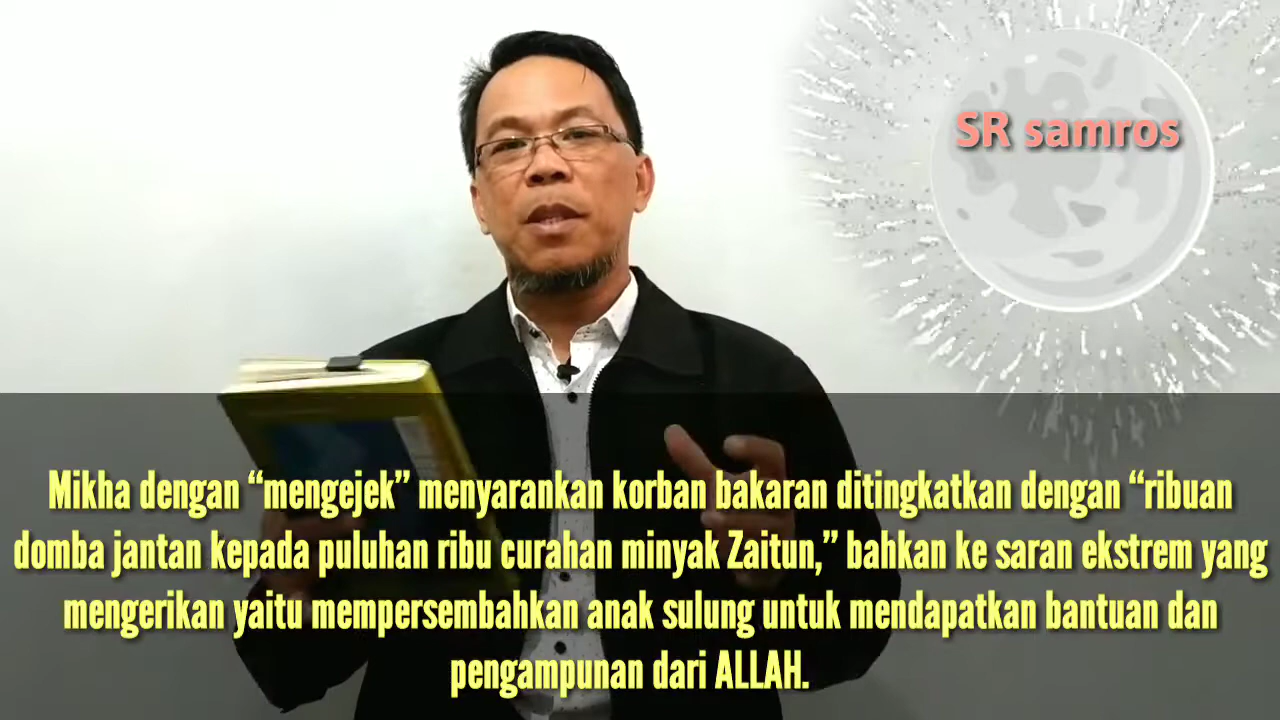 SR samros
Mikha dengan “mengejek” menyarankan korban bakaran ditingkatkan dengan “ribuan
domba jantan kepada puluhan ribu curahan minyak Zaitun,” bahkan ke saran ekstrem yang
mengerikan yaitu mempersembahkan anak sulung untuk mendapatkan bantuan dan
pengampunan dari ALLAH.